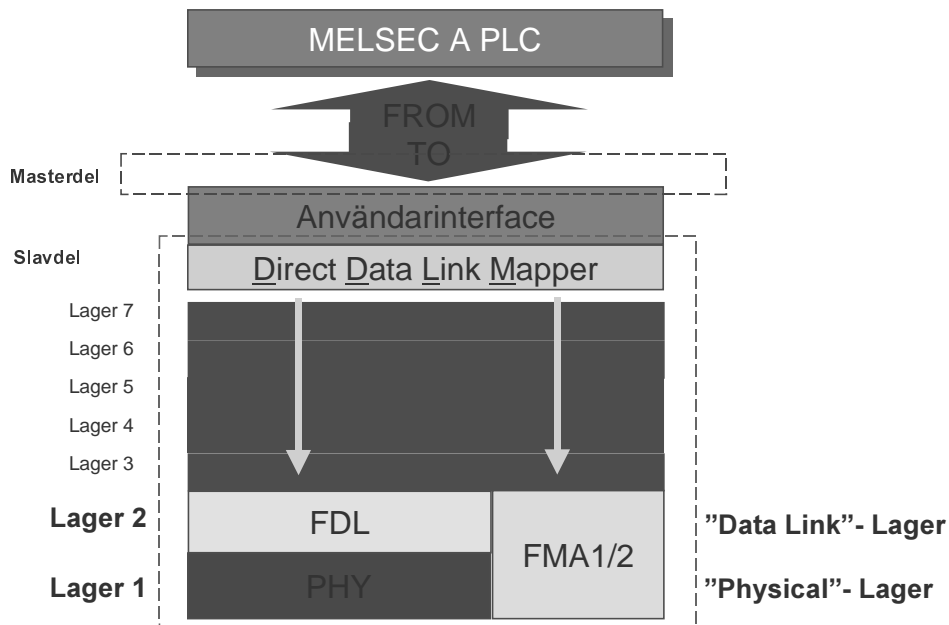 MELSEC A PLC
FROM
TO
Masterdel
Användarinterface
Slavdel
Direct Data Link Mapper
Lager 7
Lager 6
Lager 5
Lager 4
Lager 3
Lager 2
FDL
”Data Link”- Lager
FMA1/2
Lager 1
PHY
”Physical”- Lager